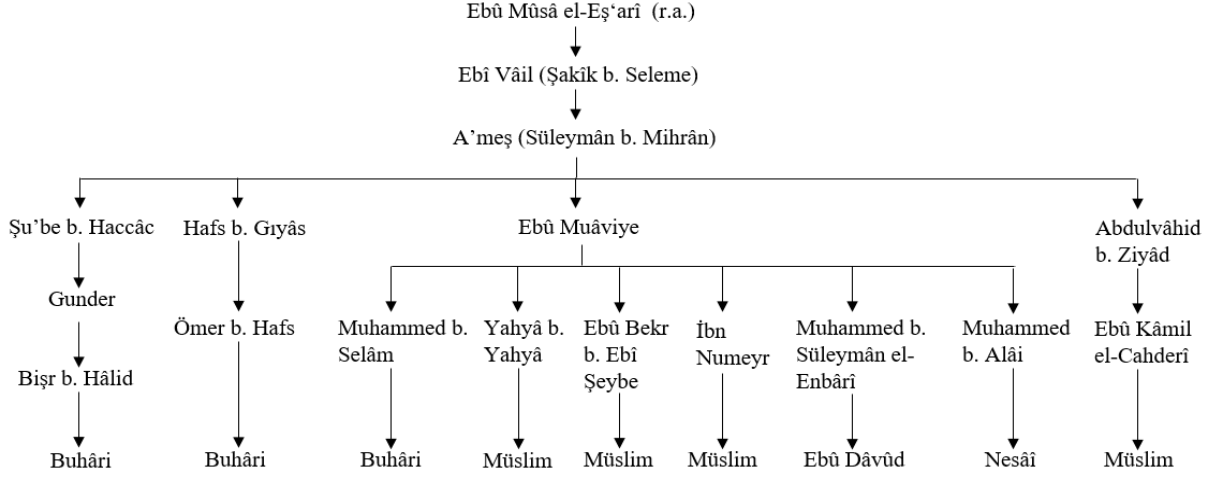 Ebû Mûsâ el-Eş‘arî (r.a.)
Ebî Vâil (Şakîk b. Seleme)
A’meş (Süleymân b. Mihrân)
Şu’be b. Haccâc
Hafs b. Gıyâs
Ebû Muâviye
Abdulvâhid
b. Ziyâd
Gunder
Ömer b. Hafs
Muhammed b.
Selâm
Yahyâ b.
Yahyâ
Ebû Bekr
b. Ebî
Şeybe
İbn
Numeyr
Muhammed b.
Süleymân el-
Enbârî
Muhammed
b. Alâi
Ebû Kâmil
el-Cahderî
Bişr b. Hâlid
Buhâri
Buhâri
Buhâri
Müslim
Müslim
Müslim
Ebû Dâvûd
Nesâî
Müslim